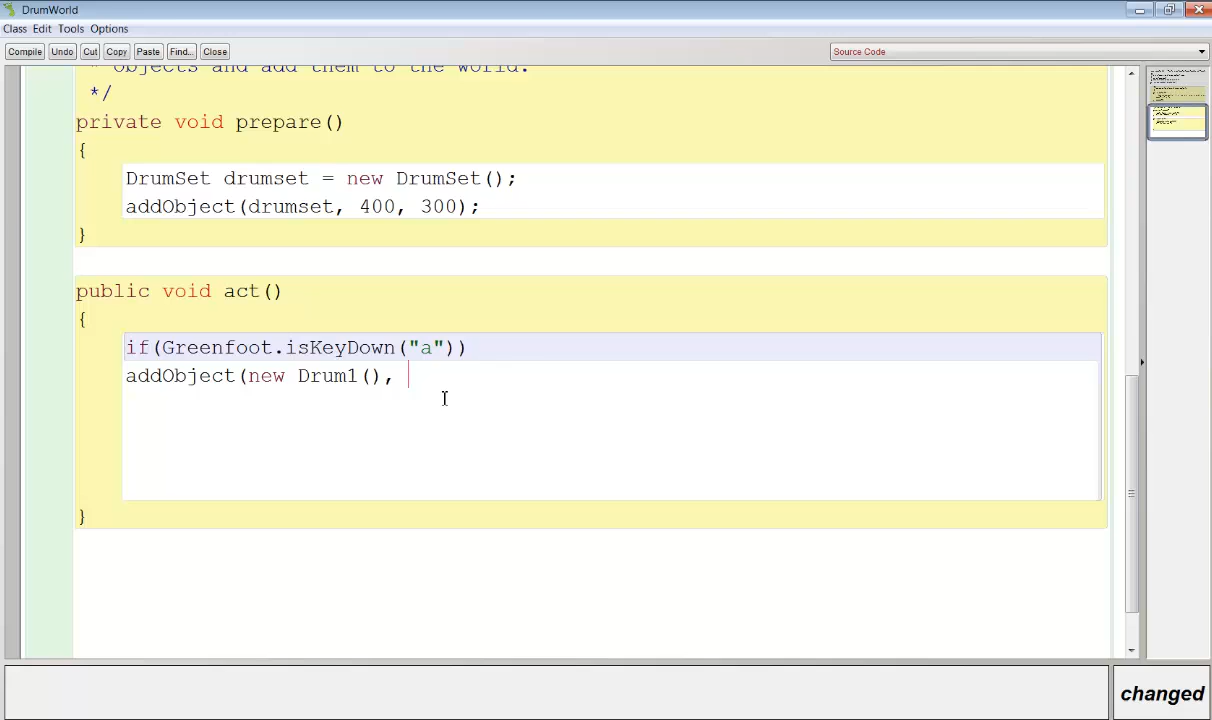 DrumWorld
Class Edit Tools Options
Compile Undo Cut Copy Paste Find... Close Source Code
* objects and add them to the world.
*/
private void prepare()
{
DrumSet drumset = new DrumSet();
addObject(drumset, 400, 300);
}
public void act()
{
if(Greenfoot.isKeyDown("a"))
addObject(new Drum1(),
}
changed